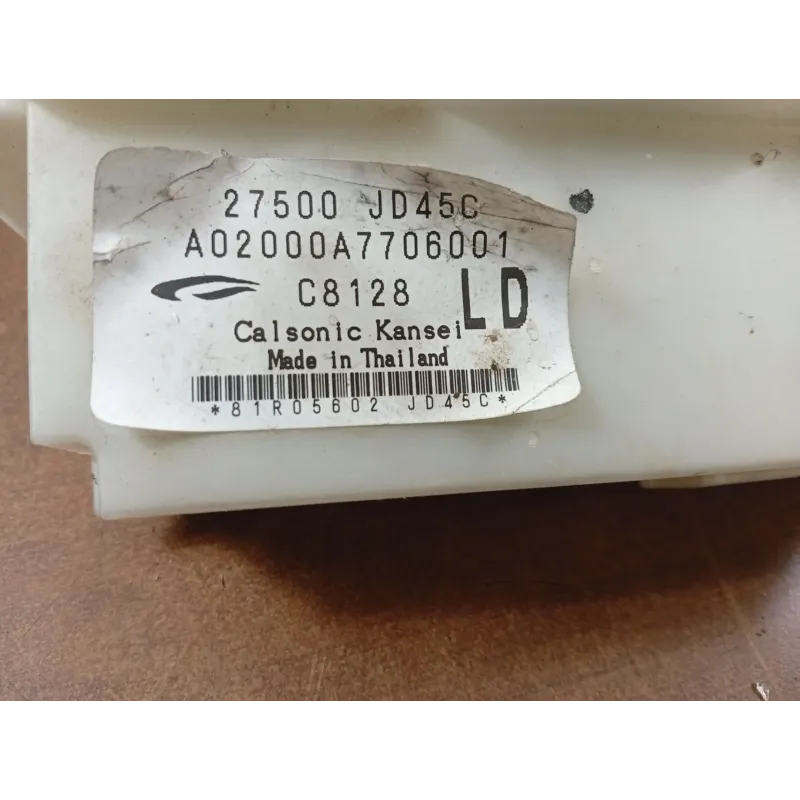 27500 JD45C
A02000A7706001
C8128 LD
Calsonic Kansei
Made in Thailand
*81R05602 JD45C*